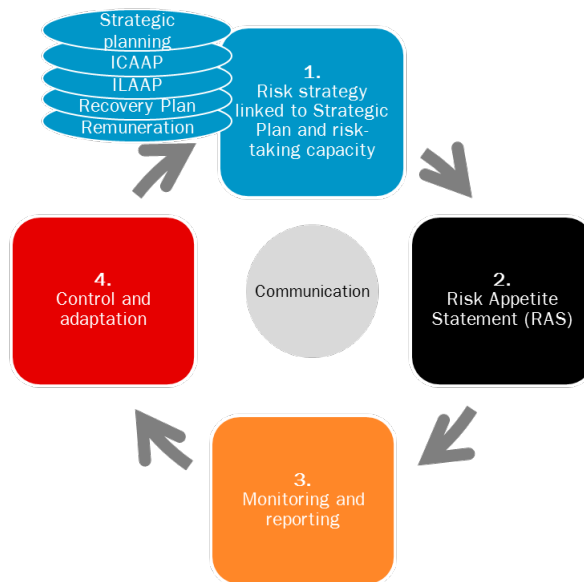 Strategic
planning
ICAAP
ILAAP
Recovery Plan
Remuneration
1.
Risk strategy
linked to Strategic
Plan and risk-
taking capacity
2.
Risk Appetite
Statement (RAS)
Communication
4.
Control and
adaptation
3.
Monitoring and
reporting